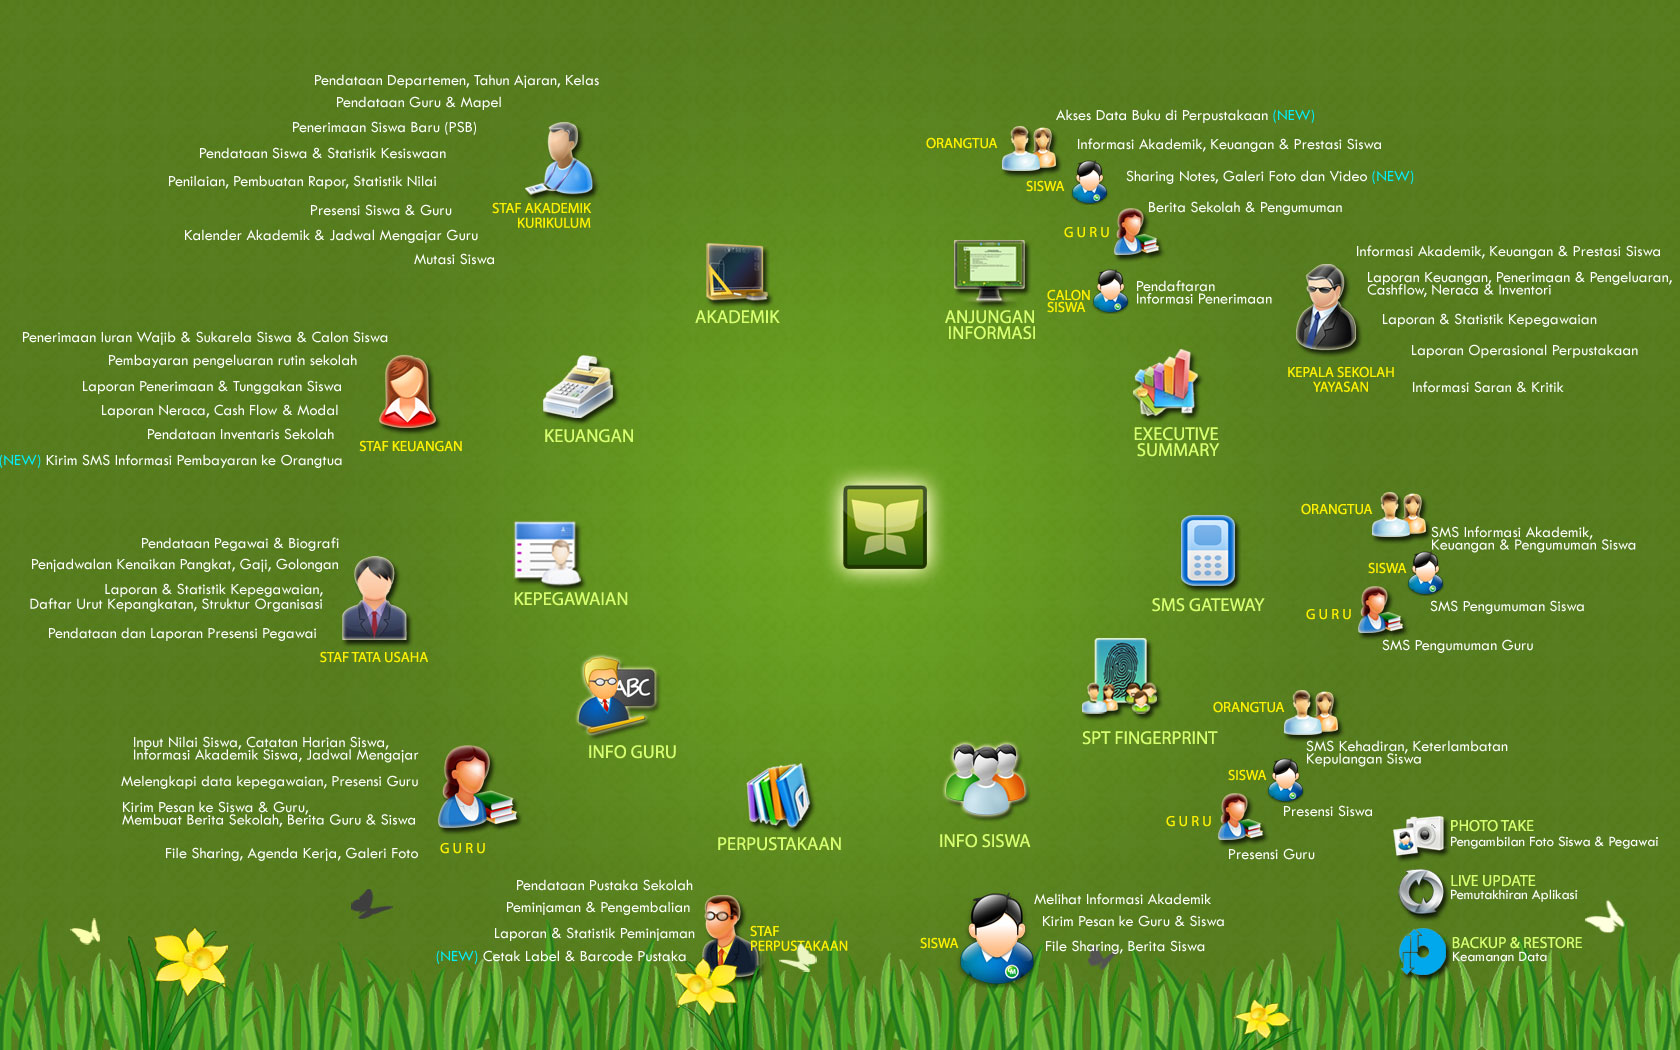 Pendataan Departemen, Tahun Ajaran, Kelas
Pendataan Guru & Mapel
Penerimaan Siswa Baru (PSB)
Pendataan Siswa & Statistik Kesiswaan
Penilaian, Pembuatan Rapor, Statistik Nilai
Presensi Siswa & Guru
Kalender Akademik & Jadwal Mengajar Guru
Mutasi Siswa
STAF AKADEMIK
KURIKULUM
AKADEMIK
Akses Data Buku di Perpustakaan (NEW)
ORANGTUA
Informasi Akademik, Keuangan & Prestasi Siswa
SISWA
Sharing Notes, Galeri Foto dan Video (NEW)
Berita Sekolah & Pengumuman
GURU
CALON
SISWA
Pendaftaran
Informasi Penerimaan
ANJUNGAN
INFORMASI
Informasi Akademik, Keuangan & Prestasi Siswa
Laporan Keuangan, Penerimaan & Pengeluaran,
Cashflow, Neraca & Inventori
Laporan & Statistik Kepegawaian
Laporan Operasional Perpustakaan
Informasi Saran & Kritik
KEPALA SEKOLAH
YAYASAN
EXECUTIVE
SUMMARY
Penerimaan Iuran Wajib & Sukarela Siswa & Calon Siswa
Pembayaran pengeluaran rutin sekolah
Laporan Penerimaan & Tunggakan Siswa
Laporan Neraca, Cash Flow & Modal
Pendataan Inventaris Sekolah
(NEW) Kirim SMS Informasi Pembayaran ke Orangtua
STAF KEUANGAN
KEUANGAN
Pendataan Pegawai & Biografi
Penjadwalan Kenaikan Pangkat, Gaji, Golongan
Laporan & Statistik Kepegawaian,
Daftar Urut Kepangkatan, Struktur Organisasi
Pendataan dan Laporan Presensi Pegawai
STAF TATA USAHA
KEPEGAWAIAN
ORANGTUA
SMS Informasi Akademik,
Keuangan & Pengumuman Siswa
SISWA
SMS Pengumuman Siswa
GURU
SMS Pengumuman Guru
SMS GATEWAY
ABC
INFO GURU
Input Nilai Siswa, Catatan Harian Siswa,
Informasi Akademik Siswa, Jadwal Mengajar
Melengkapi data kepegawaian, Presensi Guru
Kirim Pesan ke Siswa & Guru,
Membuat Berita Sekolah, Berita Guru & Siswa
File Sharing, Agenda Kerja, Galeri Foto
GURU
SPT FINGERPRINT
ORANGTUA
SMS Kehadiran, Keterlambatan
Kepulangan Siswa
SISWA
Presensi Siswa
GURU
Presensi Guru
PERPUSTAKAAN
Pendataan Pustaka Sekolah
Peminjaman & Pengembalian
Laporan & Statistik Peminjaman
(NEW) Cetak Label & Barcode Pustaka
STAF
PERPUSTAKAAN
INFO SISWA
SISWA
Melihat Informasi Akademik
Kirim Pesan ke Guru & Siswa
File Sharing, Berita Siswa
PHOTO TAKE
Pengambilan Foto Siswa & Pegawai
LIVE UPDATE
Pemutakhiran Aplikasi
BACKUP & RESTORE
Keamanan Data